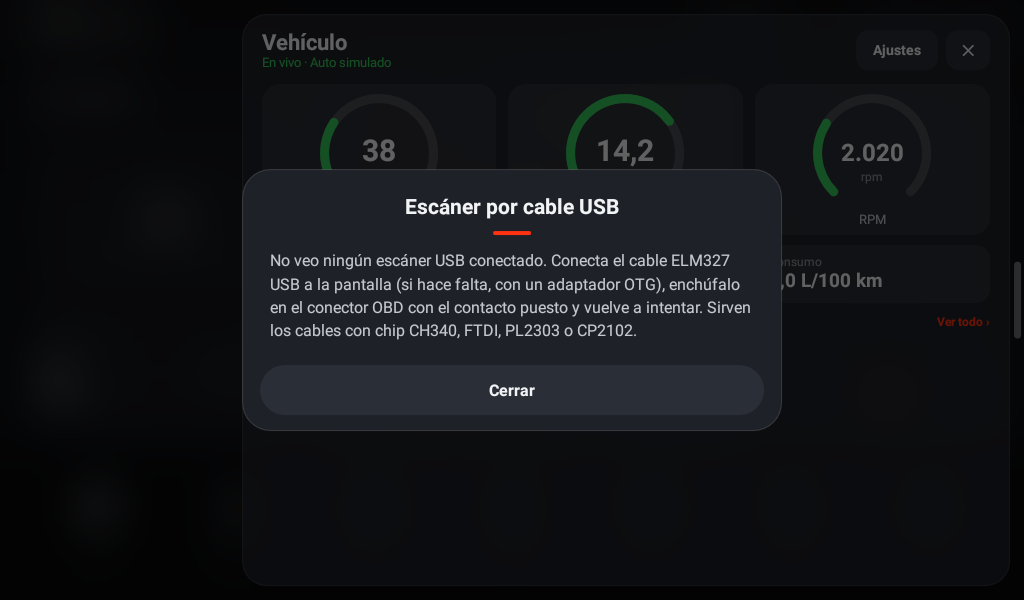 Vehículo
En vivo · Auto simulado
Ajustes
38
14,2
2.020
rpm
RPM
Escáner por cable USB
No veo ningún escáner USB conectado. Conecta el cable ELM327
USB a la pantalla (si hace falta, con un adaptador OTG), enchúfalo
en el conector OBD con el contacto puesto y vuelve a intentar. Sirven
los cables con chip CH340, FTDI, PL2303 o CP2102.
L/100 km
Ver todo ›
Cerrar